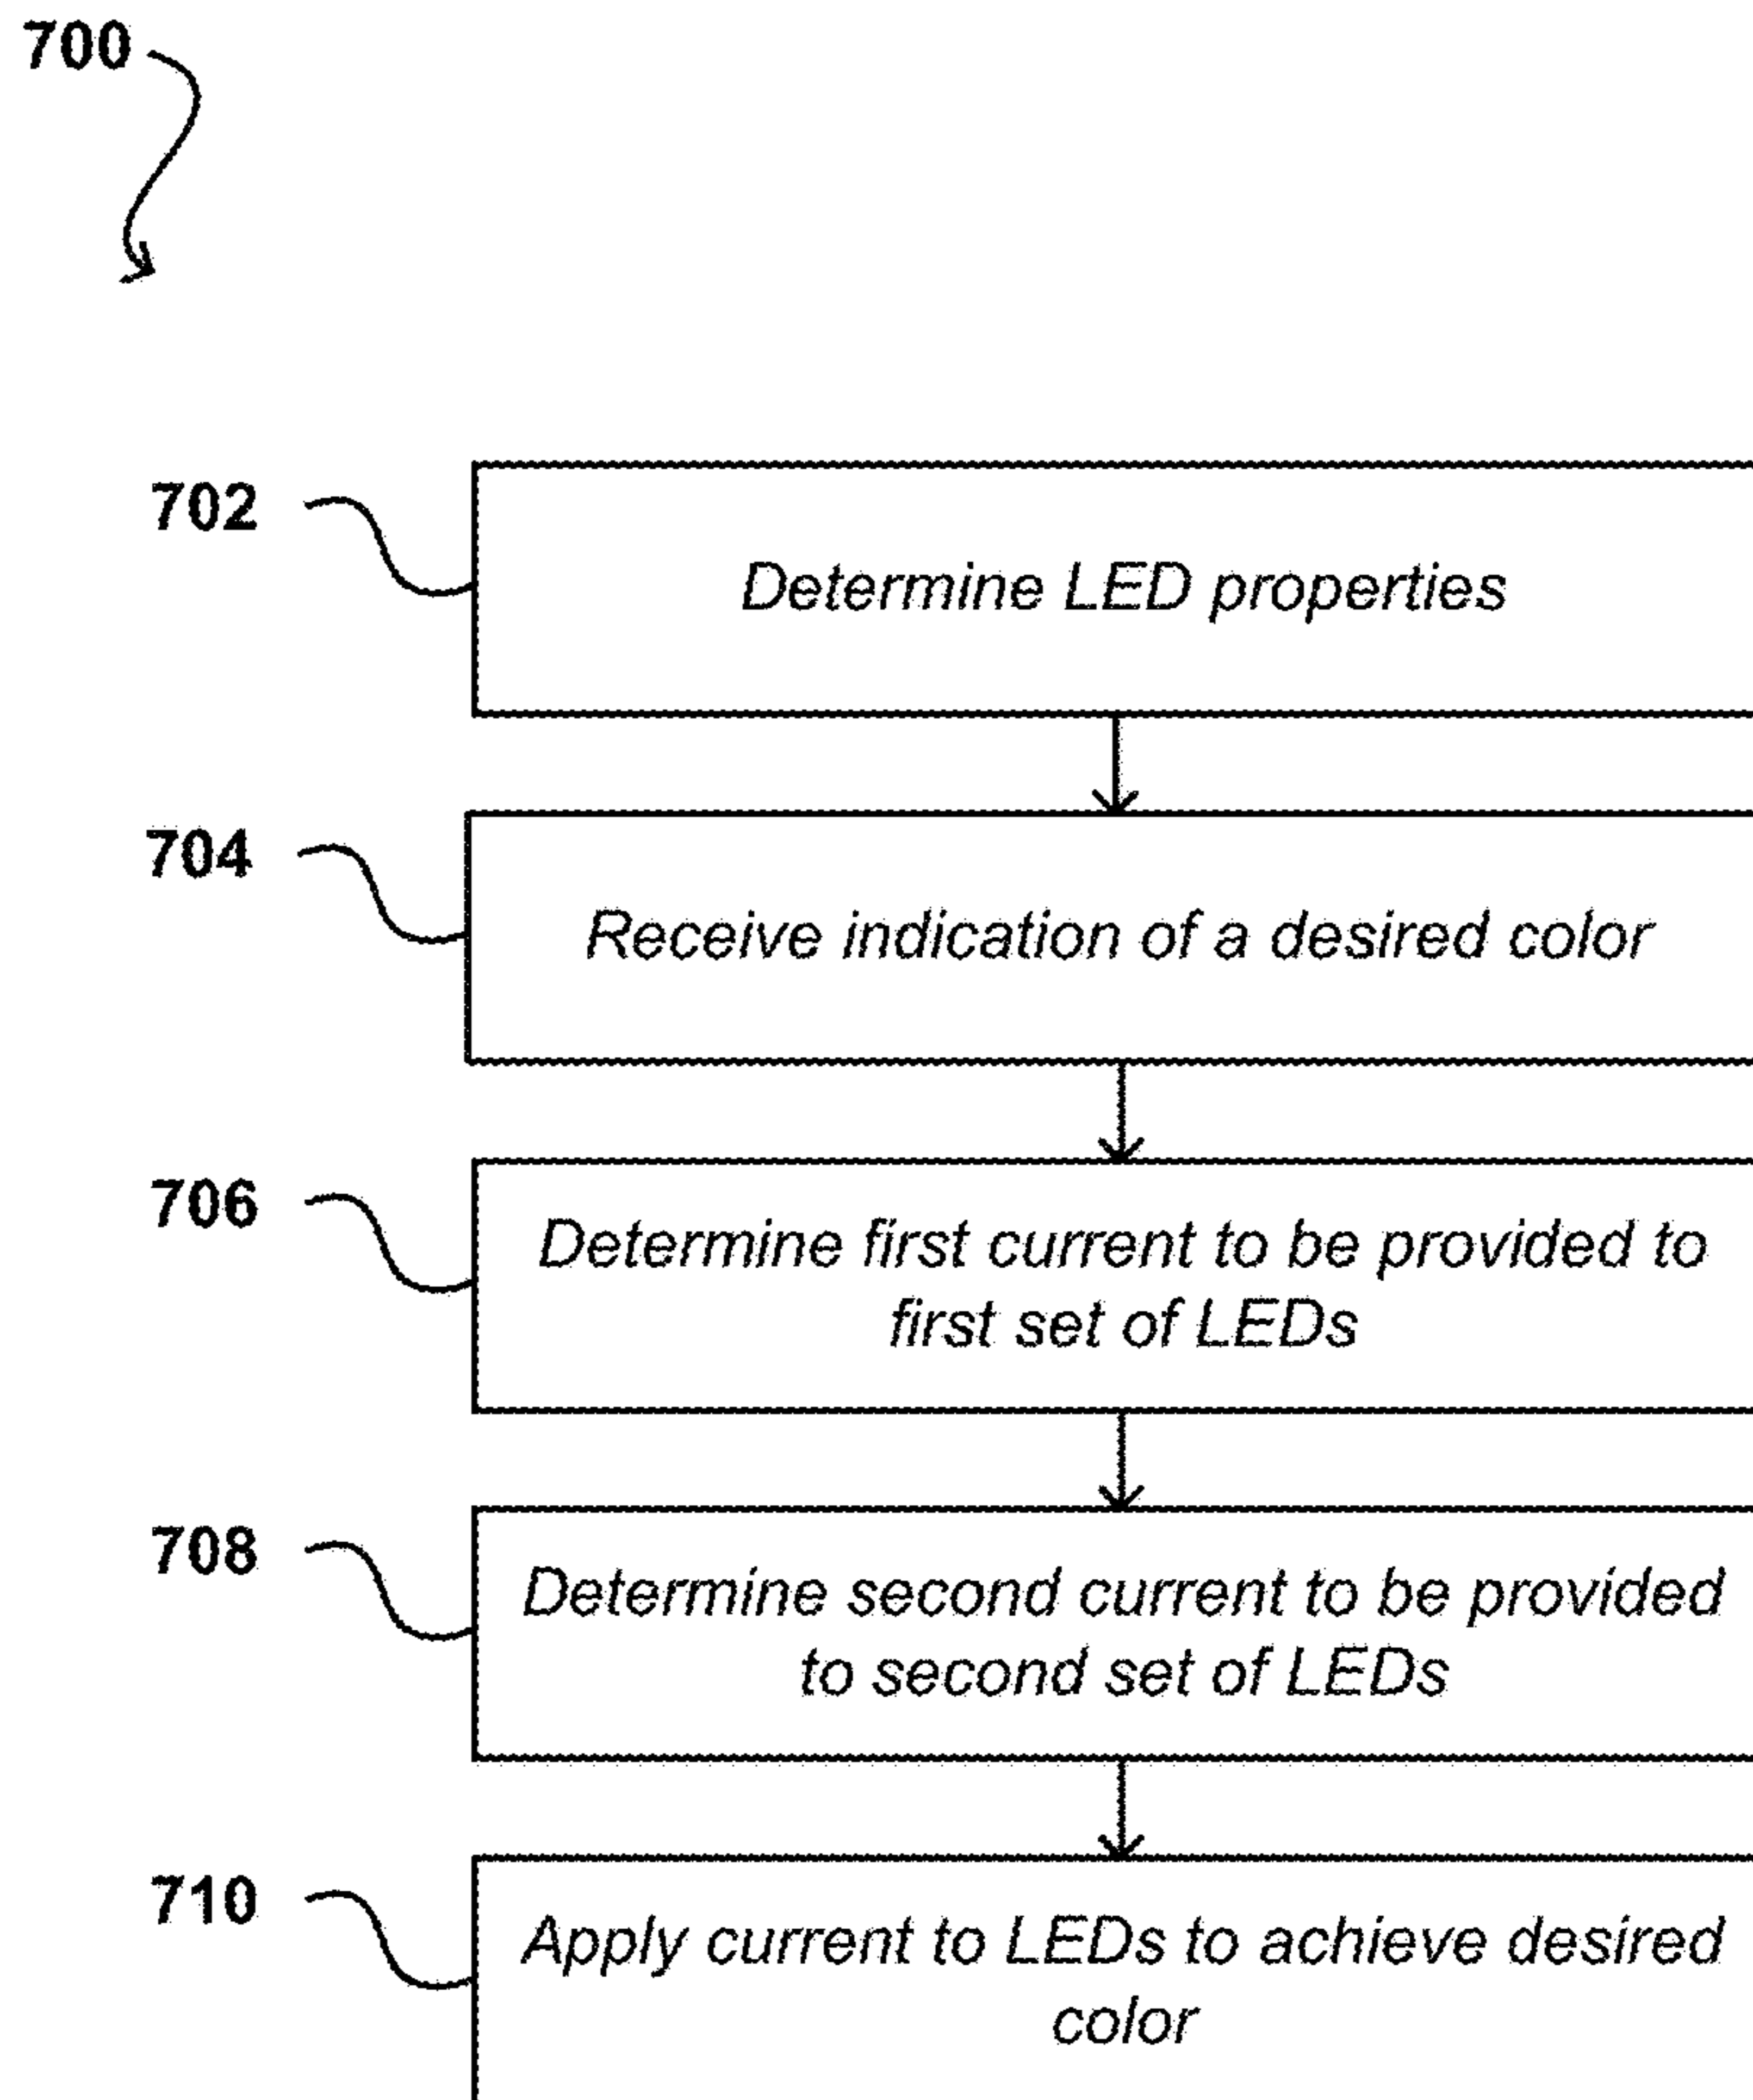 700
702
Determine LED properties
704
Receive indication of a desired color
706
Determine first current to be provided to
first set of LEDs
708
Determine second current to be provided
to second set of LEDs
710
Apply current to LEDs to achieve desired
color